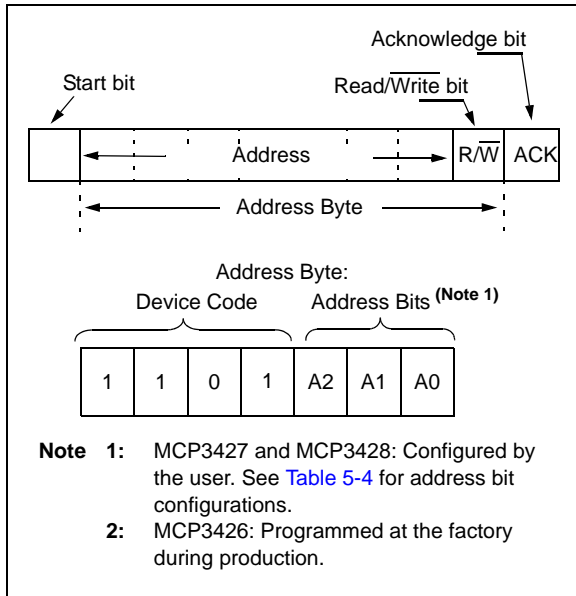 Acknowledge bit
Start bit
Read/Write bit
Address
R/W
ACK
Address Byte
Address Byte:
Device Code
Address Bits (Note 1)
1 1 0 1 A2 A1 A0
Note 1: MCP3427 and MCP3428: Configured by
the user. See Table 5-4 for address bit
configurations.
2: MCP3426: Programmed at the factory
during production.